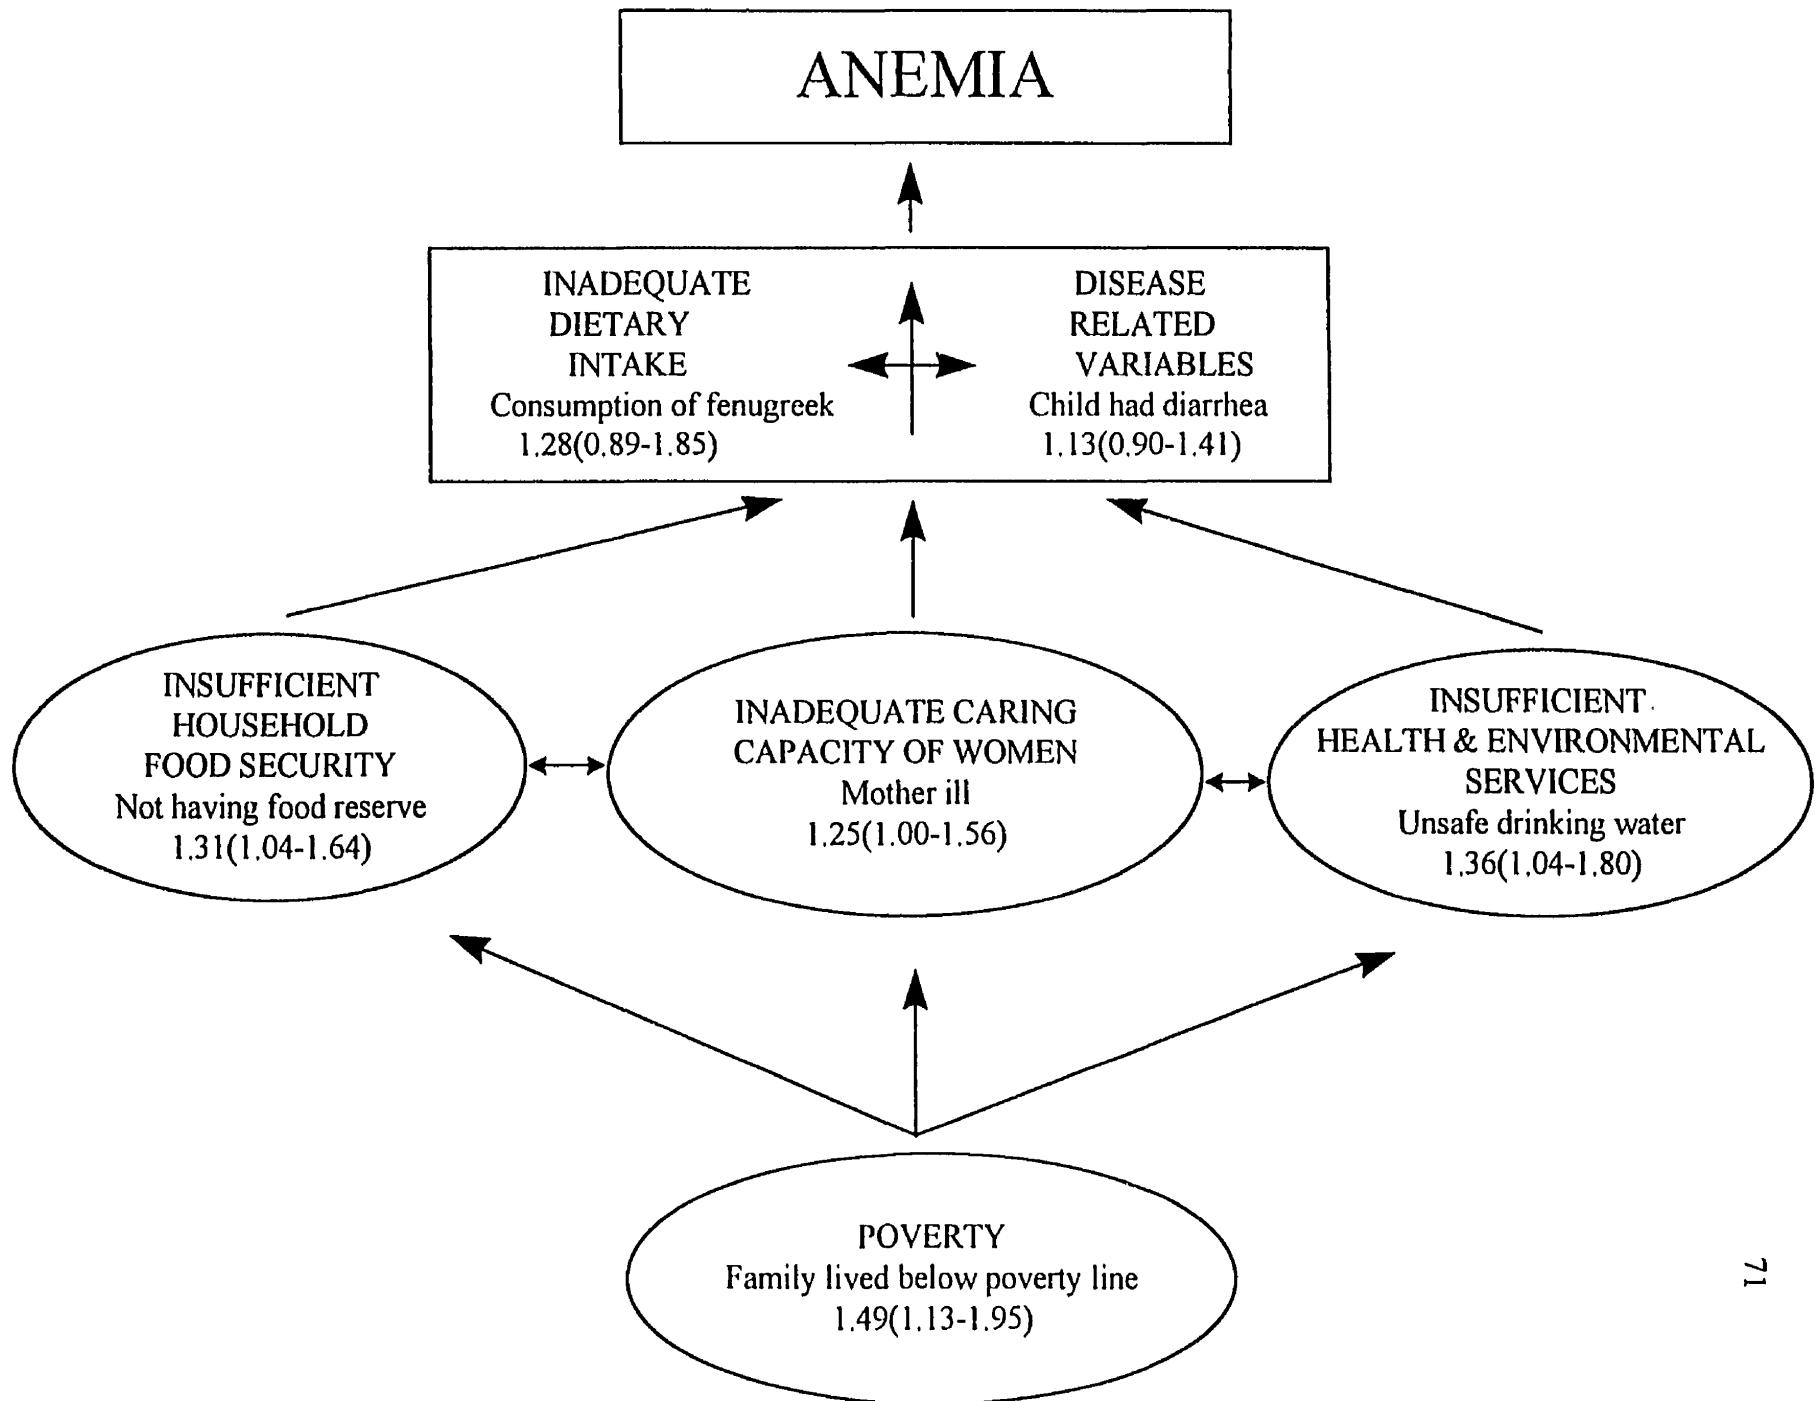 ANEMIA
INADEQUATE
DIETARY
INTAKE
Consumption of fenugreek
1.28(0.89-1.85)
DISEASE
RELATED
VARIABLES
Child had diarrhea
1.13(0.90-1.41)
INSUFFICIENT
HOUSEHOLD
FOOD SECURITY
Not having food reserve
1.31(1.04-1.64)
INADEQUATE CARING
CAPACITY OF WOMEN
Mother ill
1.25(1.00-1.56)
INSUFFICIENT
HEALTH & ENVIRONMENTAL
SERVICES
Unsafe drinking water
1.36(1.04-1.80)
POVERTY
Family lived below poverty line
1.49(1.13-1.95)
71